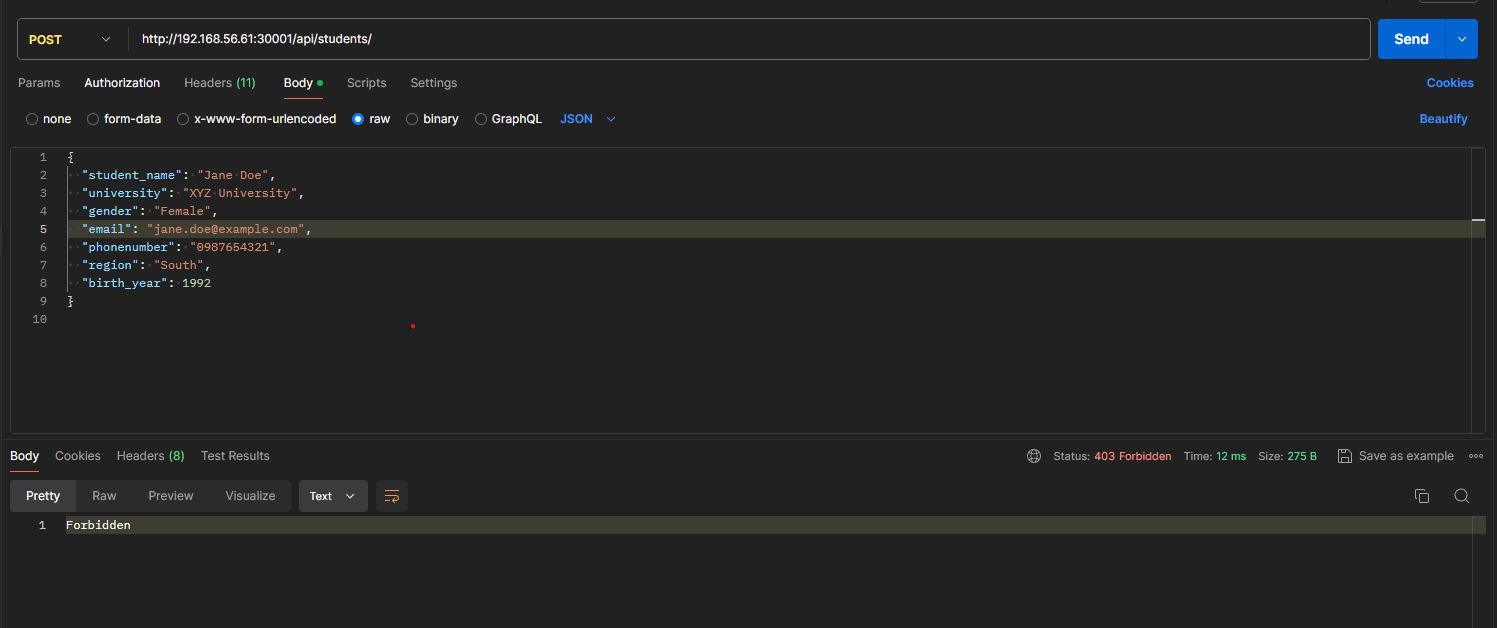 POST http://192.168.56.61:30001/api/students/ Send
Params Authorization Headers (11) Body Scripts Settings Cookies
none form-data x-www-form-urlencoded raw binary GraphQL JSON Beautify
1 {
2 "student_name": "Jane Doe",
3 "university": "XYZ University",
4 "gender": "Female",
5 "email": "jane.doe@example.com",
6 "phonenumber": "0987654321",
7 "region": "South",
8 "birth_year": 1992
9 }
10
Body Cookies Headers (8) Test Results Status: 403 Forbidden Time: 12 ms Size: 275 B Save as example
Pretty Raw Preview Visualize Text
1 Forbidden